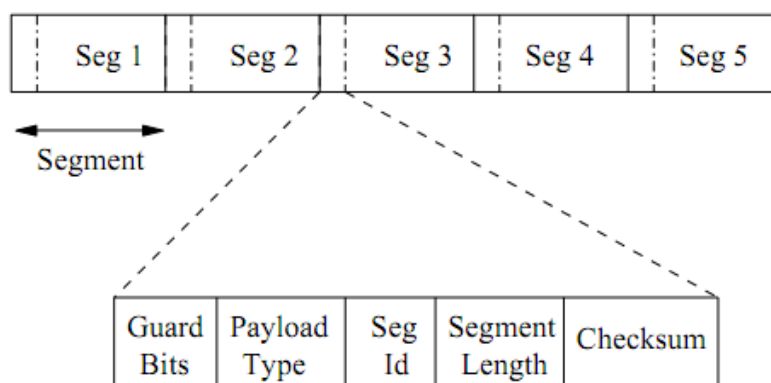 Seg 1 Seg 2 Seg 3 Seg 4 Seg 5
Segment
Guard Payload Seg Segment Checksum
Bits Type Id Length